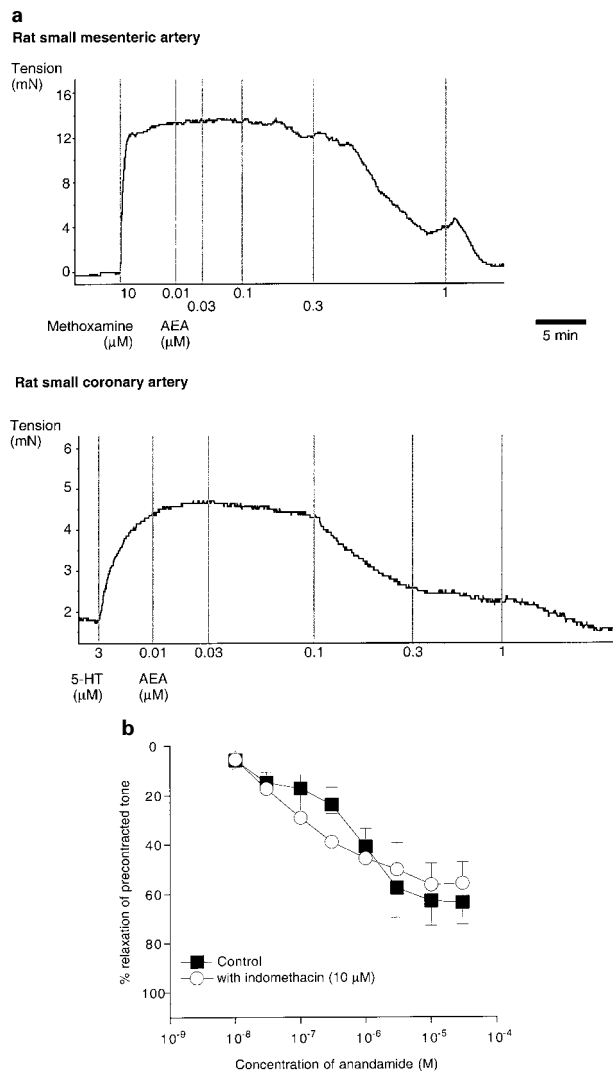 a
Rat small mesenteric artery
Tension
(mN)
16
12
8
4
0
10 0.01 0.1 0.3 1
0.03
Methoxamine AEA
(μM) (μM)
5 min
Rat small coronary artery
Tension
(mN)
6
5
4
3
2
3 0.01 0.03 0.1 0.3 1
5-HT AEA
(μM) (μM)
b
0
20
40
60
80
100
% relaxation of precontracted tone
Control
with indomethacin (10 μM)
10-9 10-8 10-7 10-6 10-5 10-4
Concentration of anandamide (M)